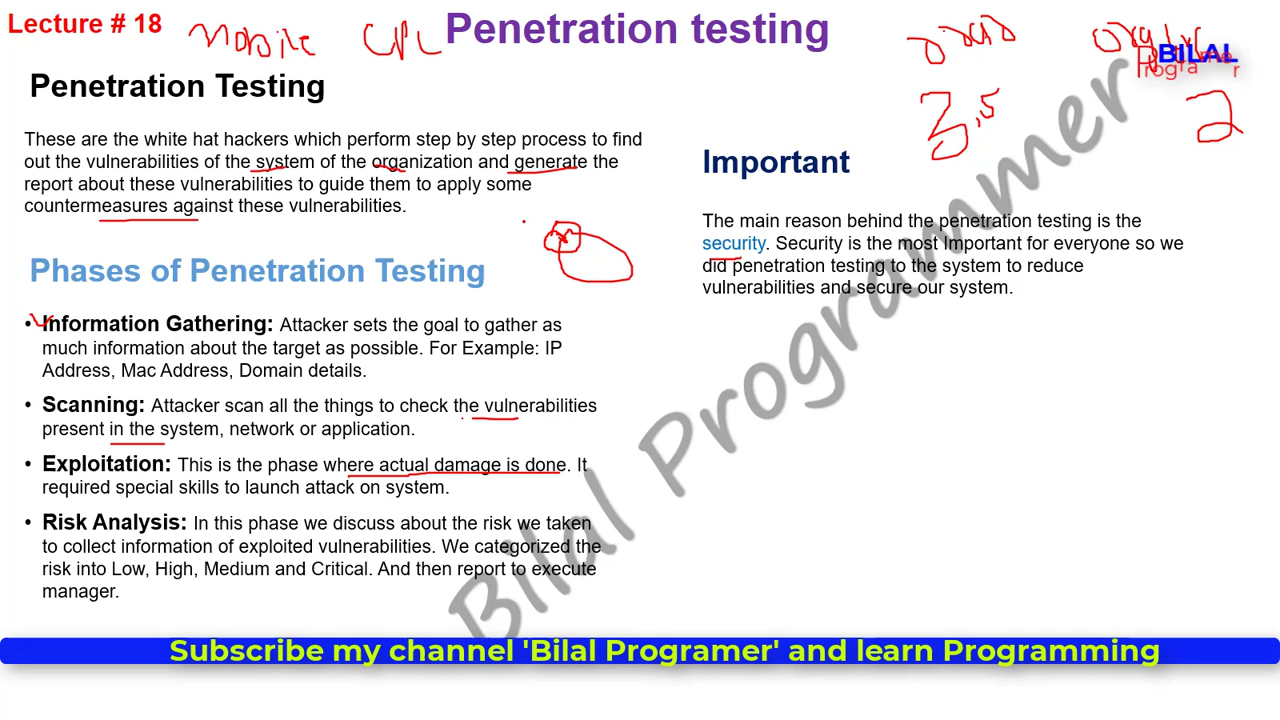 Lecture # 18
Mobile
Penetration testing
BILAL
Programer
3.5
2
Penetration Testing
These are the white hat hackers which perform step by step process to find
out the vulnerabilities of the system of the organization and generate the
report about these vulnerabilities to guide them to apply some
countermeasures against these vulnerabilities.
Phases of Penetration Testing
• Information Gathering: Attacker sets the goal to gather as
much information about the target as possible. For Example: IP
Address, Mac Address, Domain details.
• Scanning: Attacker scan all the things to check the vulnerabilities
present in the system, network or application.
• Exploitation: This is the phase where actual damage is done. It
required special skills to launch attack on system.
• Risk Analysis: In this phase we discuss about the risk we taken
to collect information of exploited vulnerabilities. We categorized the
risk into Low, High, Medium and Critical. And then report to execute
manager.
Important
The main reason behind the penetration testing is the
security. Security is the most Important for everyone so we
did penetration testing to the system to reduce
vulnerabilities and secure our system.
Bilal Programmer
Subscribe my channel 'Bilal Programer' and learn Programming